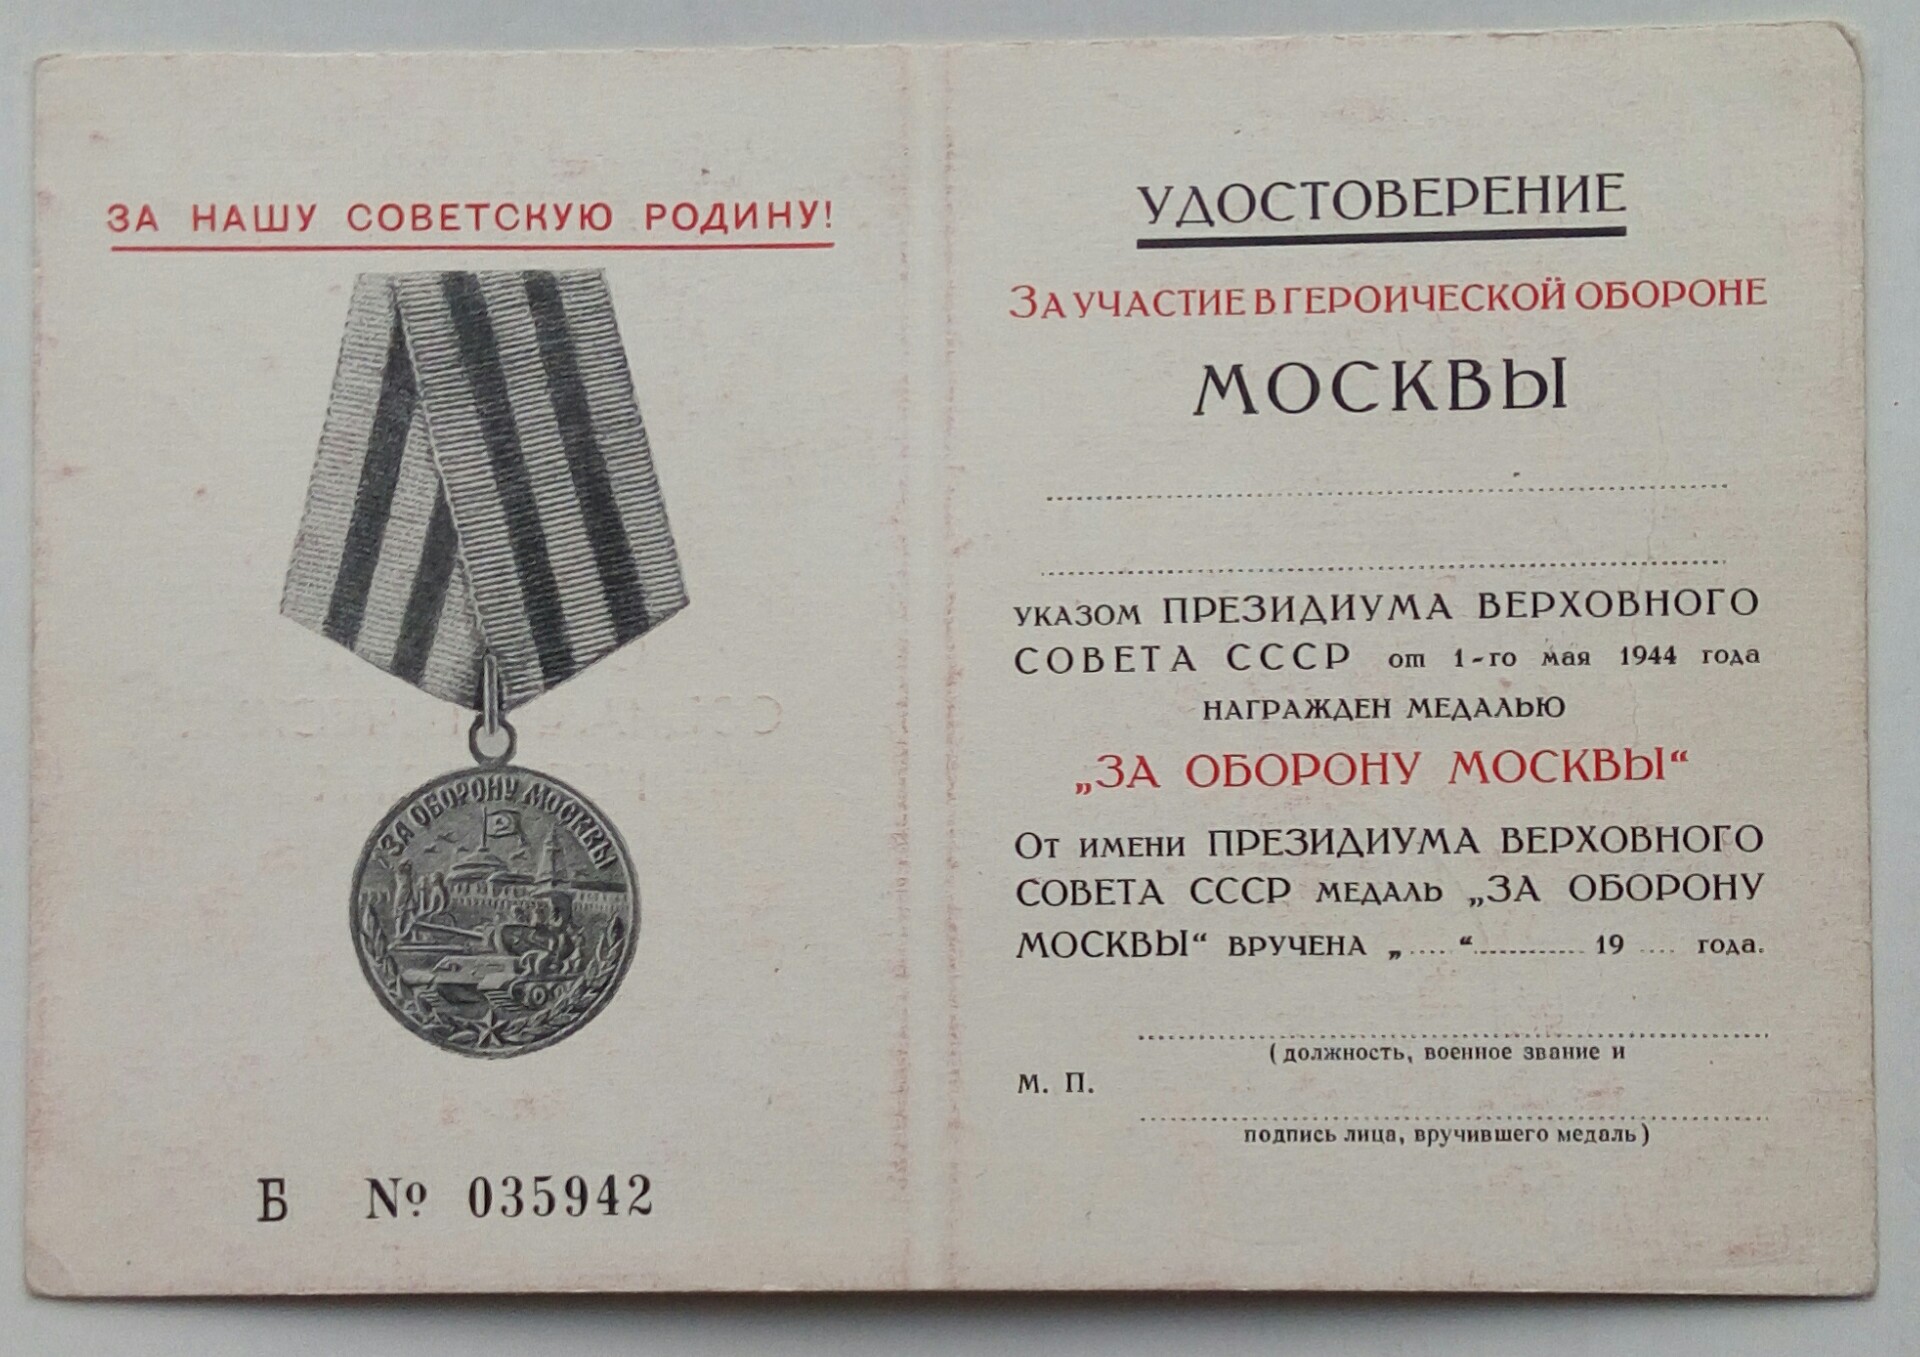 ЗА НАШУ СОВЕТСКУЮ РОДИНУ!
ЗА ОБОРОНУ МОСКВЫ
Б № 035942
УДОСТОВЕРЕНИЕ
ЗА УЧАСТИЕ В ГЕРОИЧЕСКОЙ ОБОРОНЕ
МОСКВЫ
УКАЗОМ ПРЕЗИДИУМА ВЕРХОВНОГО
СОВЕТА СССР от 1-го мая 1944 года
НАГРАЖДЕН МЕДАЛЬЮ
„ЗА ОБОРОНУ МОСКВЫ“
От имени ПРЕЗИДИУМА ВЕРХОВНОГО
СОВЕТА СССР МЕДАЛЬ „ЗА ОБОРОНУ
МОСКВЫ“ ВРУЧЕНА „.....“............ 19 .... года.
(должность, военное звание и
М. П.
подпись лица, вручившего медаль)